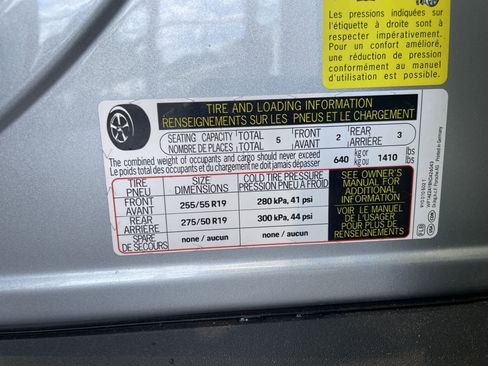 Les pressions indiquées sur
l'étiquette à droite sont à
respecter impérativement.
Pour un confort amélioré,
une réduction de pression
conformément au manuel
d'utilisation est possible.
TIRE AND LOADING INFORMATION
RENSEIGNEMENTS SUR LES PNEUS ET LE CHARGEMENT
SEATING CAPACITY TOTAL 5 FRONT 2 REAR 3
NOMBRE DE PLACES TOTAL AVANT ARRIERE
The combined weight of occupants and cargo should never exceed 640 kg or 1410 lbs
Le poids total des occupants et du chargement ne doit jamais dépasser kg ou lb
TIRE SIZE COLD TIRE PRESSURE
PNEU DIMENSIONS PRESSION PNEU A FROID
FRONT
AVANT 255/55 R19 280 kPa, 41 psi
REAR
ARRIERE 275/50 R19 300 kPa, 44 psi
SPARE
DE SECOURS none / aucun none / aucun
SEE OWNER'S
MANUAL FOR
ADDITIONAL
INFORMATION
VOIR LE MANUEL
DE L'USAGER
POUR PLUS DE
RENSEIGNEMENTS
Printed in Germany